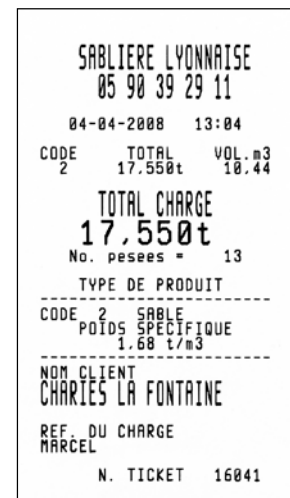 SABLIERE LYONNAISE
05 90 39 29 11
04-04-2008 13:04
CODE TOTAL VOL.m3
2 17,550t 10,44
TOTAL CHARGE
17,550t
No. pesees = 13
TYPE DE PRODUIT
CODE 2 SABLE
POIDS SPECIFIQUE
1.68 t/m3
NOM CLIENT
CHARIES LA FONTAINE
REF. DU CHARGE
MARCEL
N. TICKET 16041